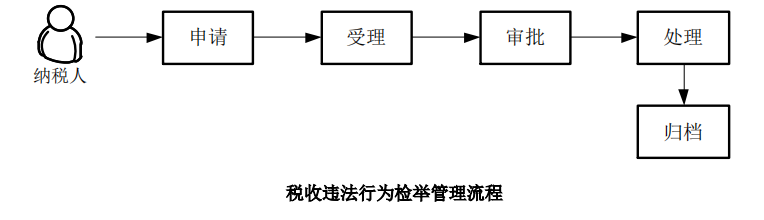 申请
受理
审批
处理
纳税人
归档
税收违法行为检举管理流程